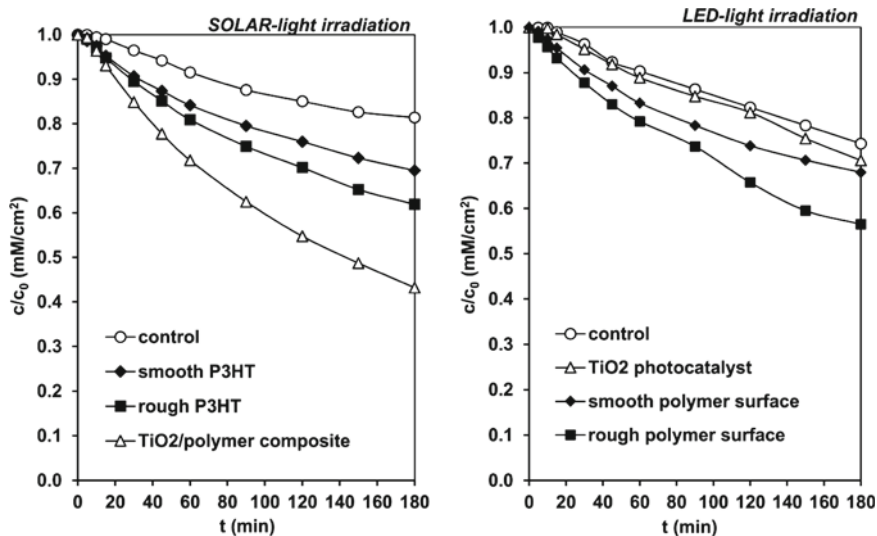 SOLAR-light irradiation
1.0
0.9
0.8
0.7
0.6
0.5
0.4
0.3
0.2
0.1
0.0
c/c0 (mM/cm²)
control
smooth P3HT
rough P3HT
TiO2/polymer composite
0 20 40 60 80 100 120 140 160 180
t (min)
LED-light irradiation
1.0
0.9
0.8
0.7
0.6
0.5
0.4
0.3
0.2
0.1
0.0
c/c₀ (mM/cm²)
control
TiO2 photocatalyst
smooth polymer surface
rough polymer surface
0 20 40 60 80 100 120 140 160 180
t (min)